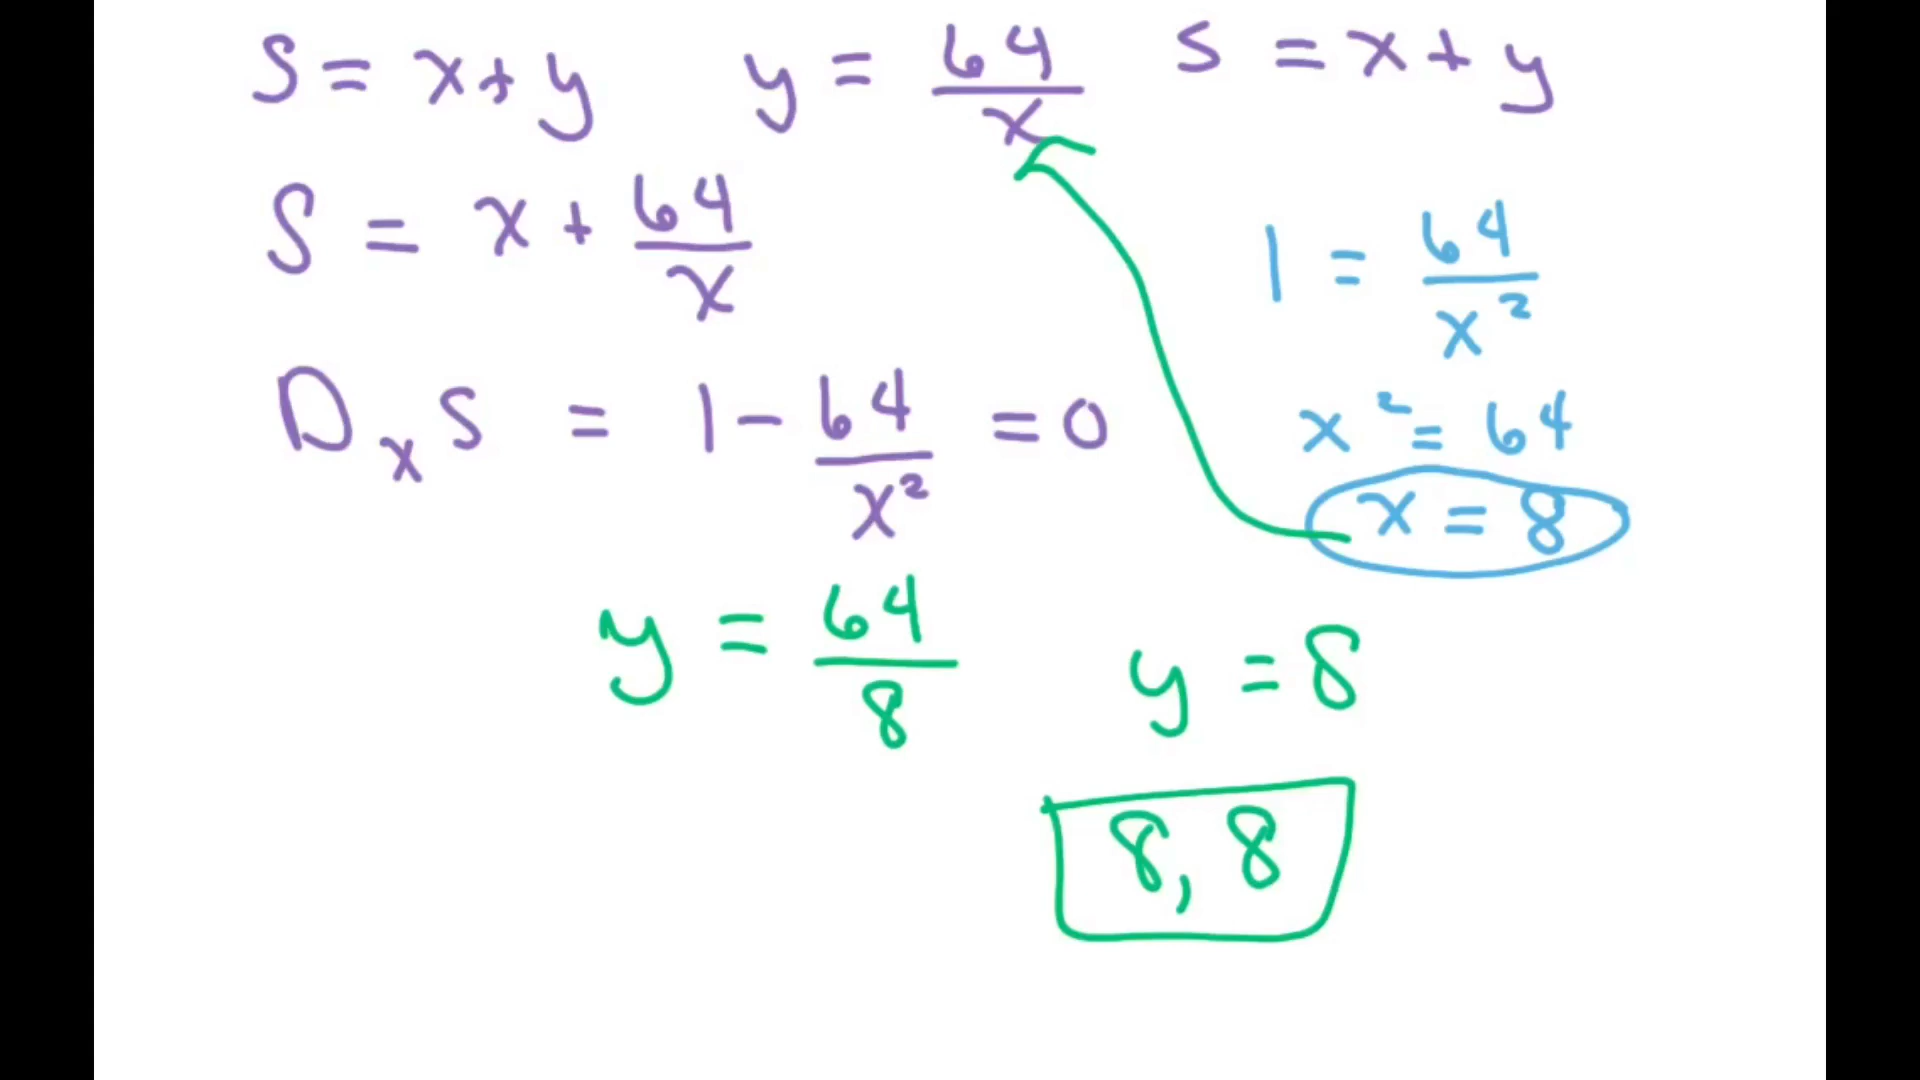 S = x + y   y = 64/x   S = x + y
S = x + 64/x
1 = 64/x²
DₓS = 1 - 64/x² = 0
x² = 64
x = 8
y = 64/8   y = 8
8, 8